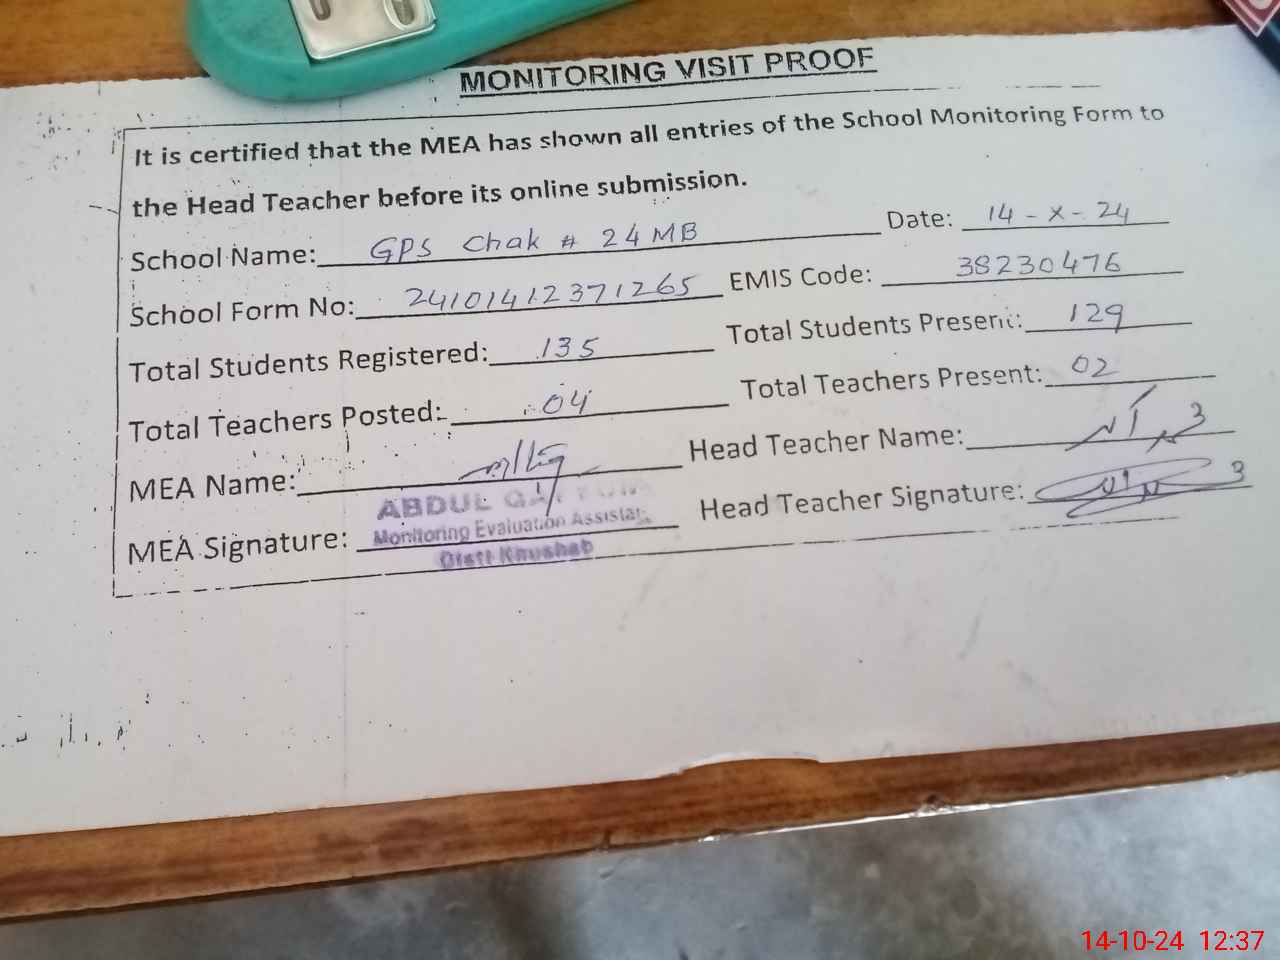 MONITORING VISIT PROOF
It is certified that the MEA has shown all entries of the School Monitoring Form to
the Head Teacher before its online submission.
School Name: GPS Chak # 24 MB Date: 14-X-24
School Form No: 24101412371265 EMIS Code: 38230476
Total Students Registered: 135 Total Students Present: 129
Total Teachers Posted: 04 Total Teachers Present: 02
MEA Name: Head Teacher Name:
MEA Signature: Head Teacher Signature:
ABDUL
Monitoring Evaluation Assistant
Distt Khushab
14-10-24 12:37